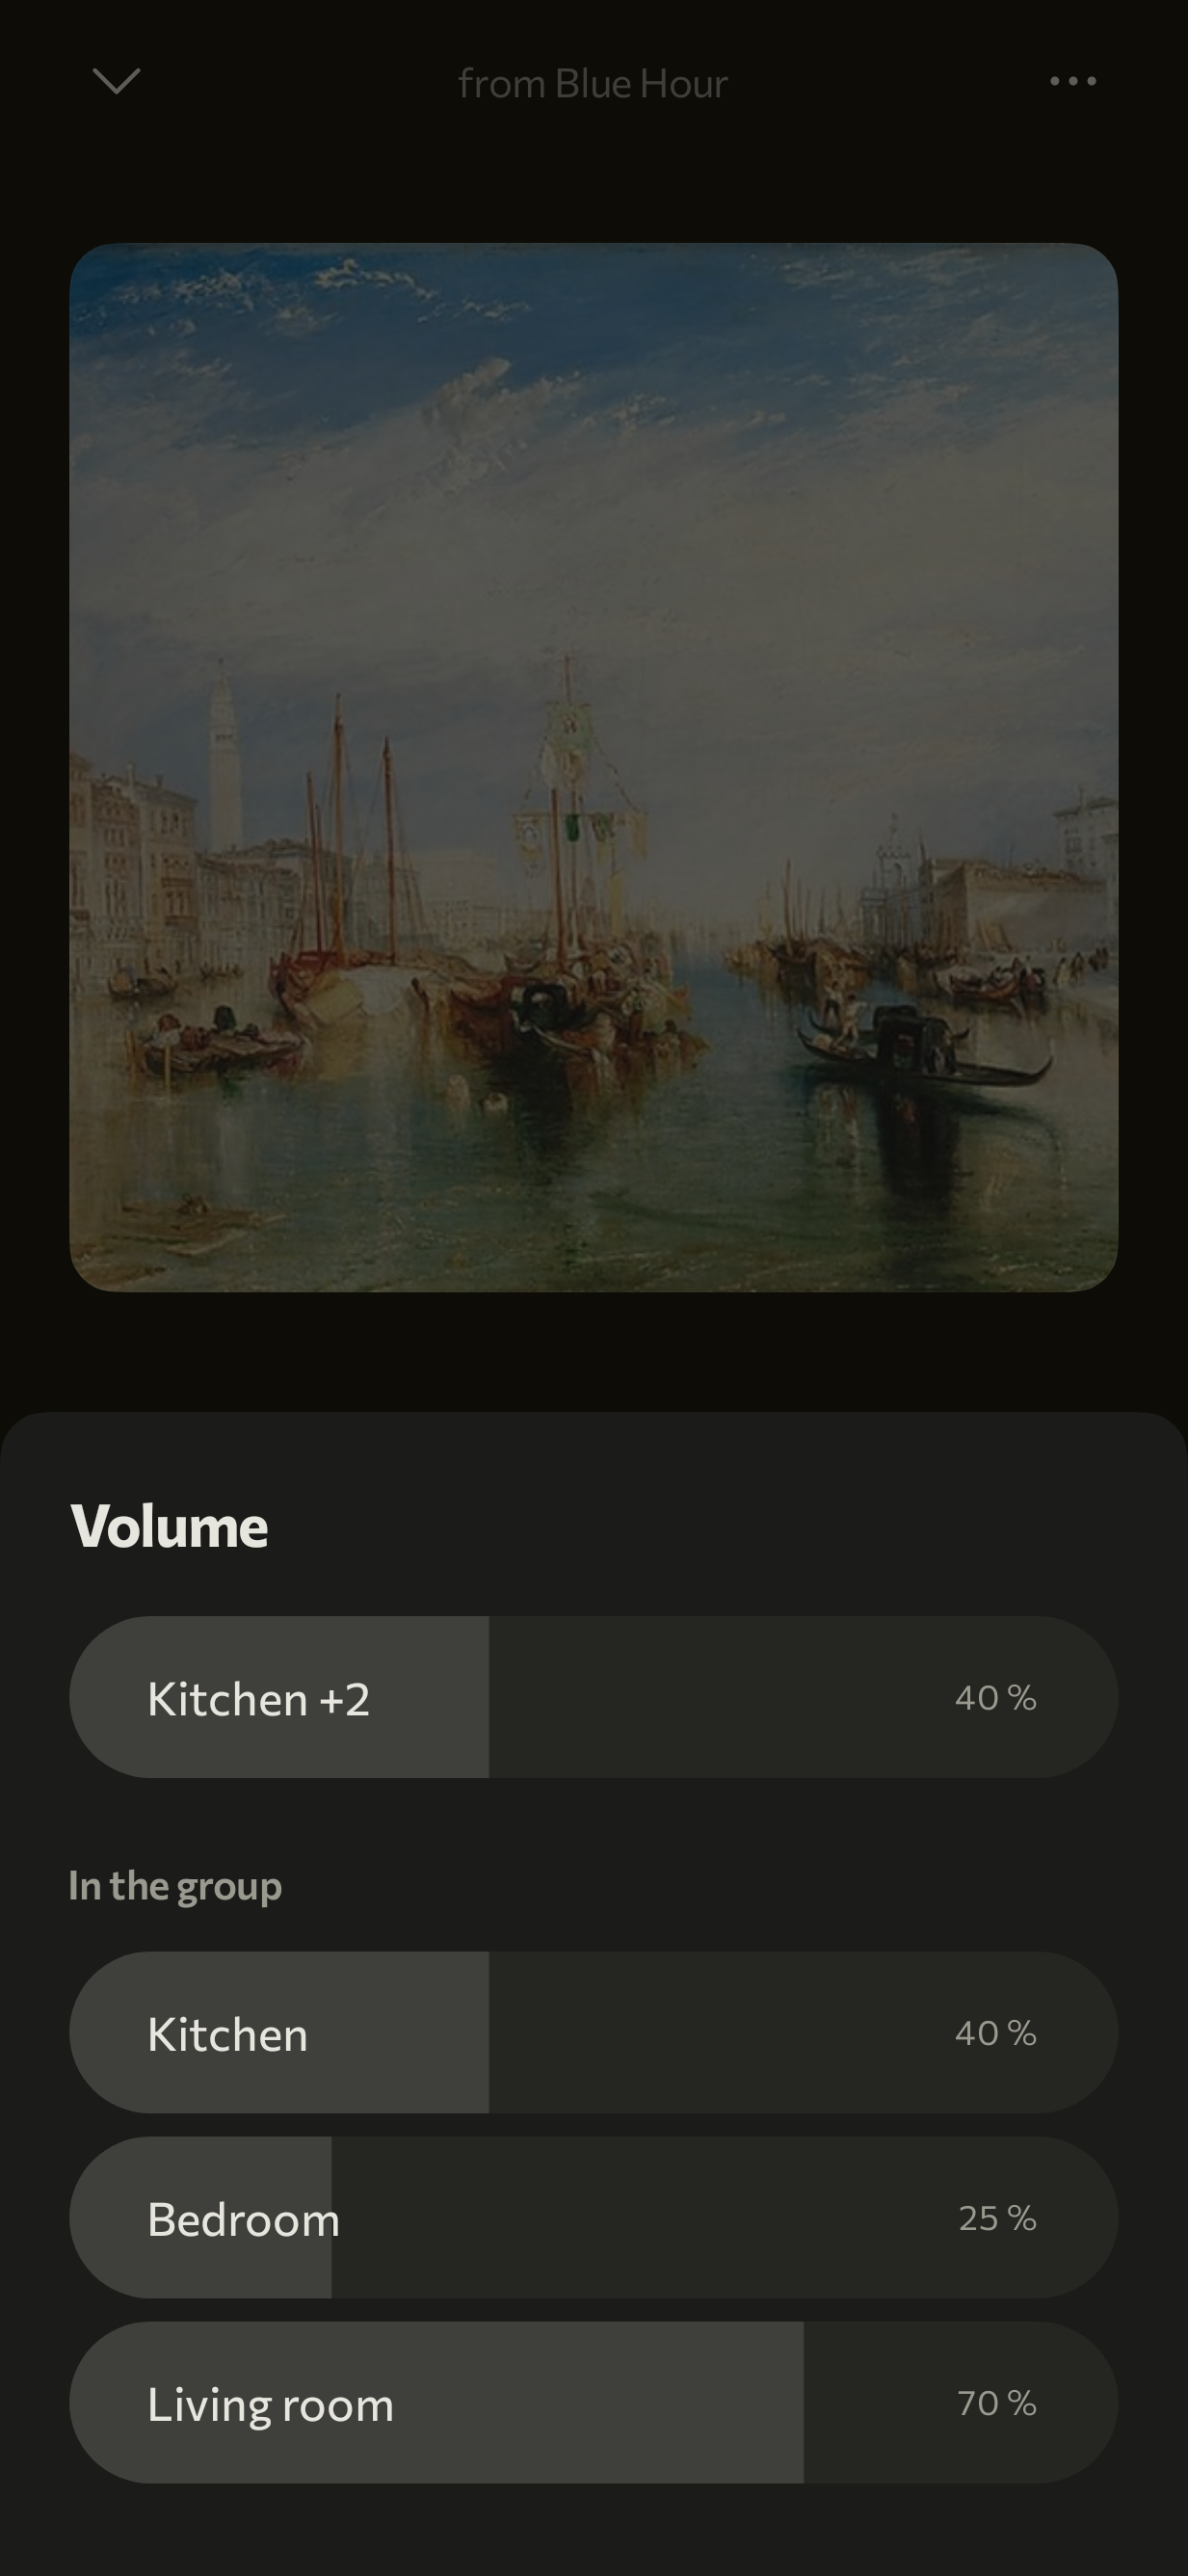 from Blue Hour
Volume
Kitchen +2
40 %
In the group
Kitchen
40 %
Bedroom
25 %
Living room
70 %